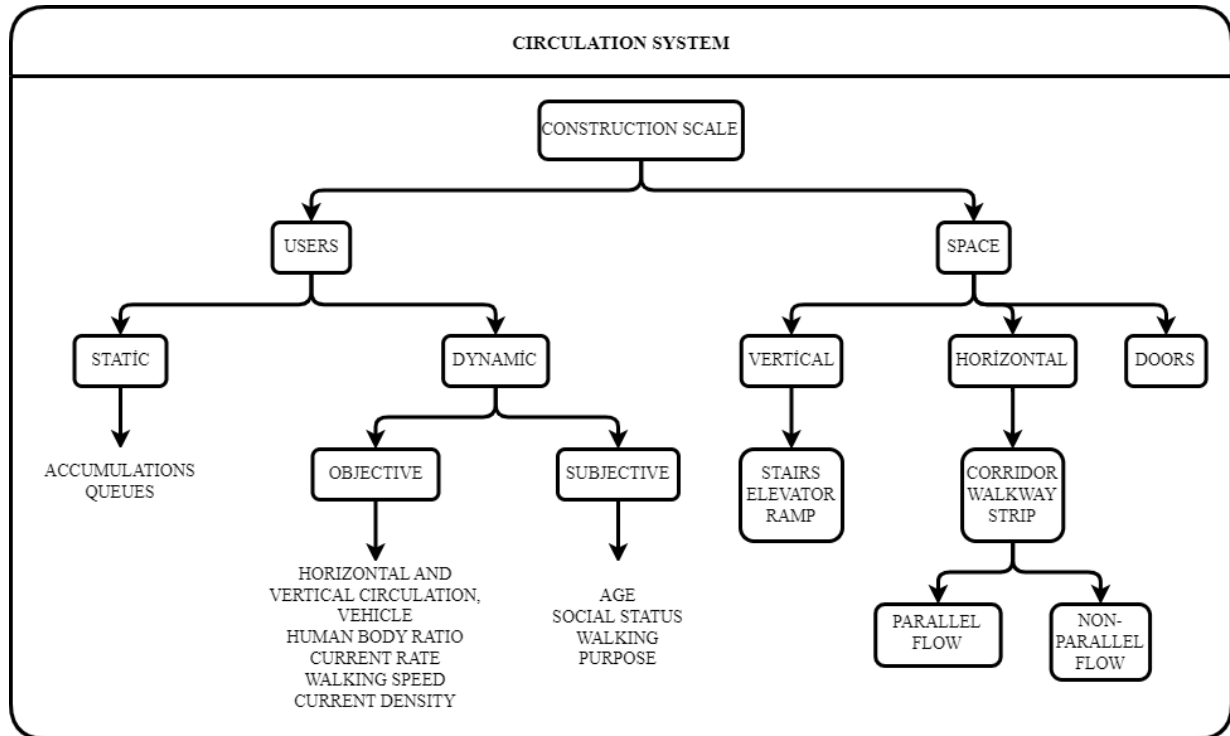 CIRCULATION SYSTEM
CONSTRUCTION SCALE
USERS
SPACE
STATİC
DYNAMİC
VERTİCAL
HORİZONTAL
DOORS
ACCUMULATIONS
QUEUES
OBJECTIVE
SUBJECTIVE
STAIRS
ELEVATOR
RAMP
CORRIDOR
WALKWAY
STRIP
HORIZONTAL AND
VERTICAL CIRCULATION,
VEHICLE
HUMAN BODY RATIO
CURRENT RATE
WALKING SPEED
CURRENT DENSITY
AGE
SOCIAL STATUS
WALKING
PURPOSE
PARALLEL
FLOW
NON-
PARALLEL
FLOW